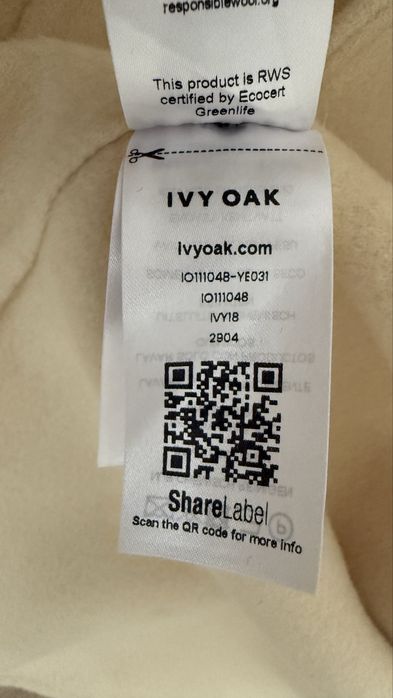 responsiblewool.org
This product is RWS
certified by Ecocert
Greenlife
IVY OAK
ivyoak.com
IO111048-YE031
IO111048
IVY18
2904
ShareLabel
Scan the QR code for more info